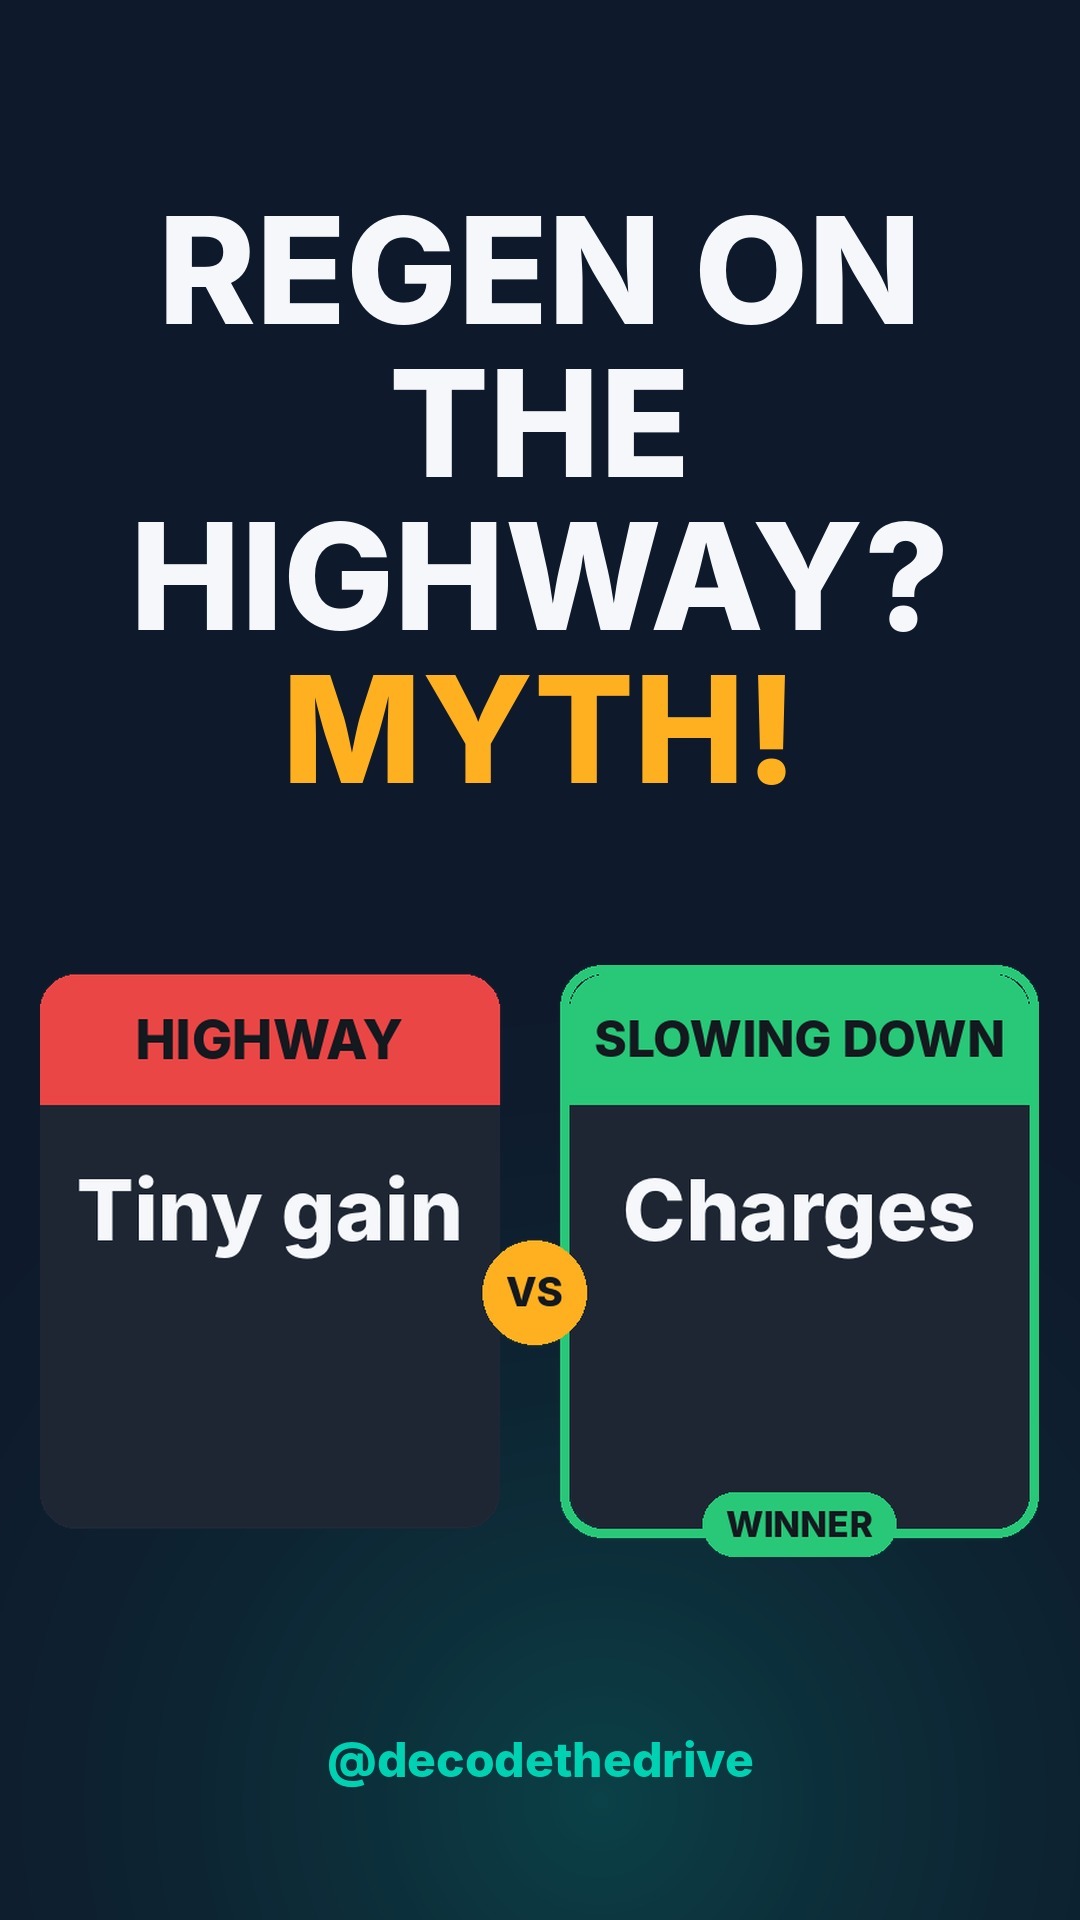 REGEN ON
THE
HIGHWAY?
MYTH!
HIGHWAY
Tiny gain
VS
SLOWING DOWN
Charges
WINNER
@decodethedrive